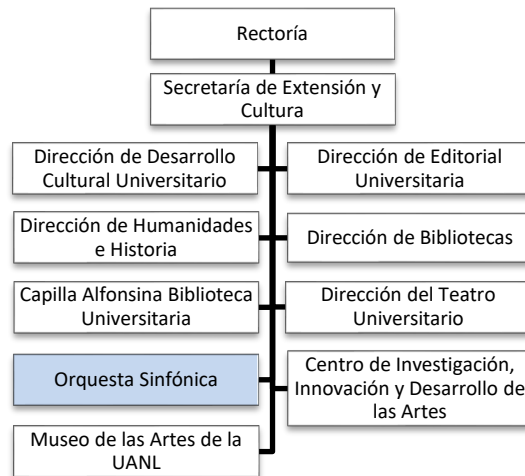 Rectoría
Secretaría de Extensión y
Cultura
Dirección de Desarrollo
Cultural Universitario
Dirección de Editorial
Universitaria
Dirección de Humanidades
e Historia
Dirección de Bibliotecas
Capilla Alfonsina Biblioteca
Universitaria
Dirección del Teatro
Universitario
Orquesta Sinfónica
Centro de Investigación,
Innovación y Desarrollo de
las Artes
Museo de las Artes de la
UANL